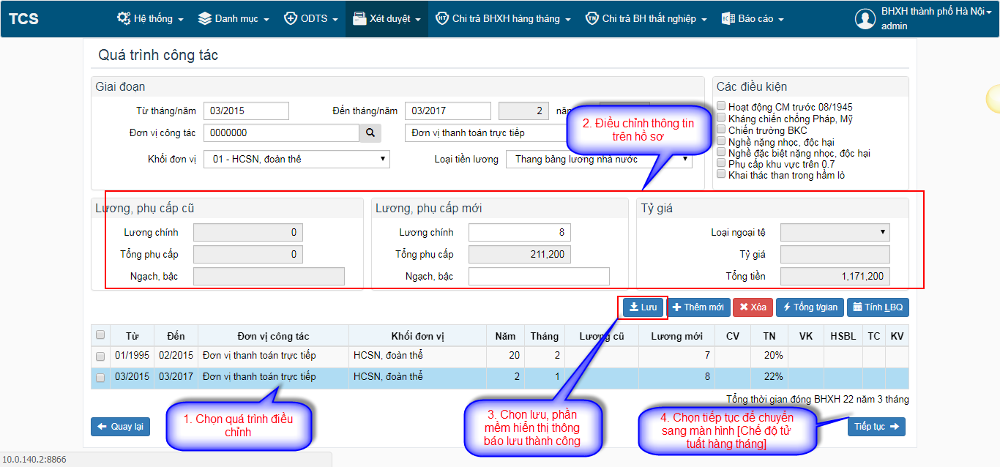 TCS
Hệ thống
Danh mục
ODTS
Xét duyệt
Chi trả BHXH hàng tháng
Chi trả BH thất nghiệp
Báo cáo
BHXH thành phố Hà Nội
admin
Quá trình công tác
Giai đoạn
Từ tháng/năm 03/2015 Đến tháng/năm 03/2017 2
Đơn vị công tác 0000000 Đơn vị thanh toán trực tiếp
Khối đơn vị 01 - HCSN, đoàn thể Loại tiền lương Thang bảng lương nhà nước
Các điều kiện
Hoạt động CM trước 08/1945
Kháng chiến chống Pháp, Mỹ
Chiến trường BKC
Nghề nặng nhọc, độc hại
Nghề đặc biệt nặng nhọc, độc hại
Phụ cấp khu vực trên 0.7
Khai thác than trong hầm lò
2. Điều chỉnh thông tin
trên hồ sơ
Lương, phụ cấp cũ
Lương chính 0
Tổng phụ cấp 0
Ngạch, bậc
Lương, phụ cấp mới
Lương chính 8
Tổng phụ cấp 211,200
Ngạch, bậc
Tỷ giá
Loại ngoại tệ
Tỷ giá
Tổng tiền 1,171,200
Lưu Thêm mới Xóa Tổng t/gian Tính LBQ
Từ Đến Đơn vị công tác Khối đơn vị Năm Tháng Lương cũ Lương mới CV TN VK HSBL TC KV
01/1995 02/2015 Đơn vị thanh toán trực tiếp HCSN, đoàn thể 20 2 7 20%
03/2015 03/2017 Đơn vị thanh toán trực tiếp HCSN, đoàn thể 2 1 8 22%
Tổng thời gian đóng BHXH 22 năm 3 tháng
1. Chọn quá trình điều
chỉnh
3. Chọn lưu, phần
mềm hiển thị thông
báo lưu thành công
4. Chọn tiếp tục để chuyển
sang màn hình [Chế độ tử
tuất hàng tháng]
Quay lại
Tiếp tục
10.0.140.2:8866